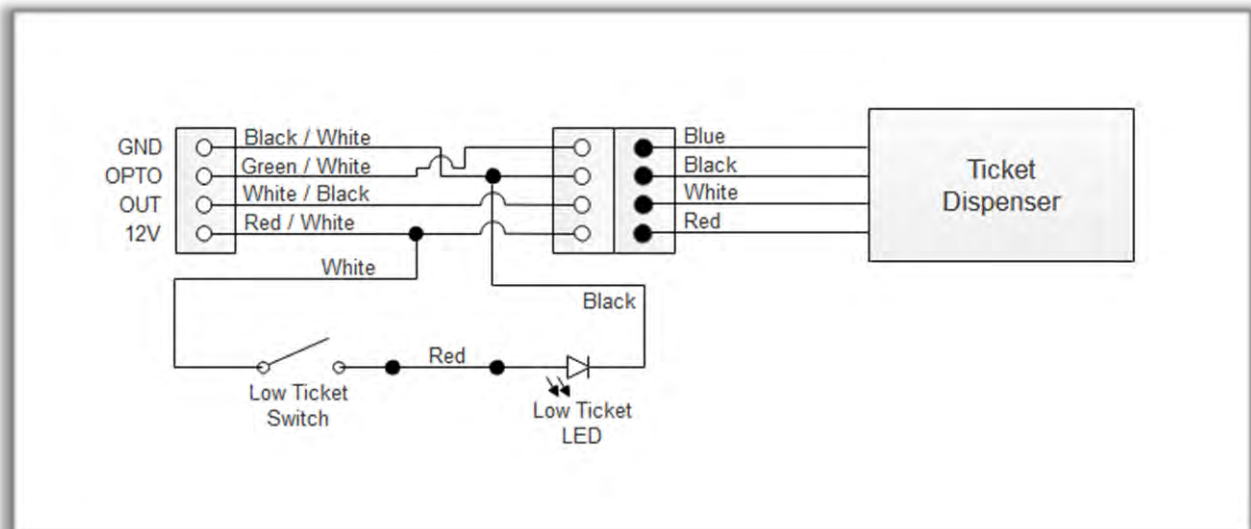 GND
OPTO
OUT
12V
Black / White
Green / White
White / Black
Red / White
White
Black
Red
Low Ticket
Switch
Low Ticket
LED
Blue
Black
White
Red
Ticket
Dispenser